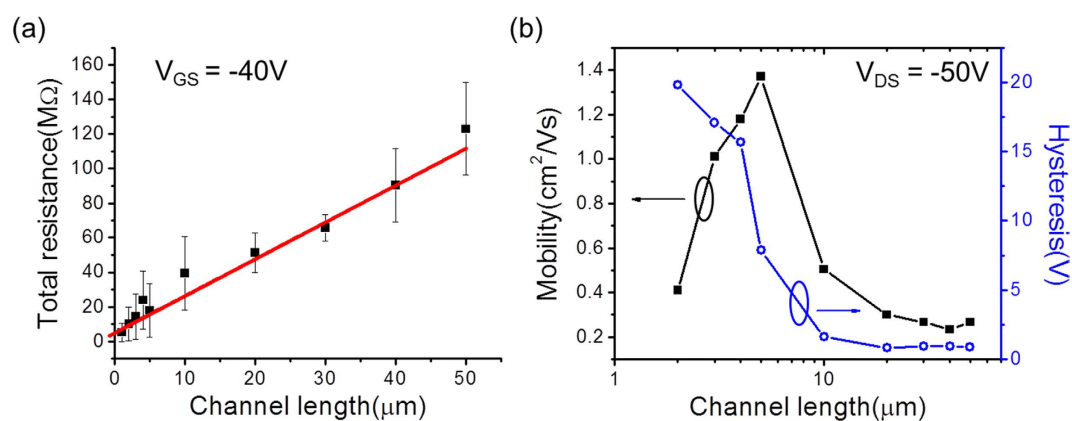 (a)
V_GS = -40V
Total resistance(MΩ)
160
140
120
100
80
60
40
20
0
0 10 20 30 40 50
Channel length(μm)
(b)
V_DS = -50V
Mobility(cm²/Vs)
1.4
1.2
1.0
0.8
0.6
0.4
0.2
1 10
Channel length(μm)
20
15
10
5
0
Hysteresis(V)